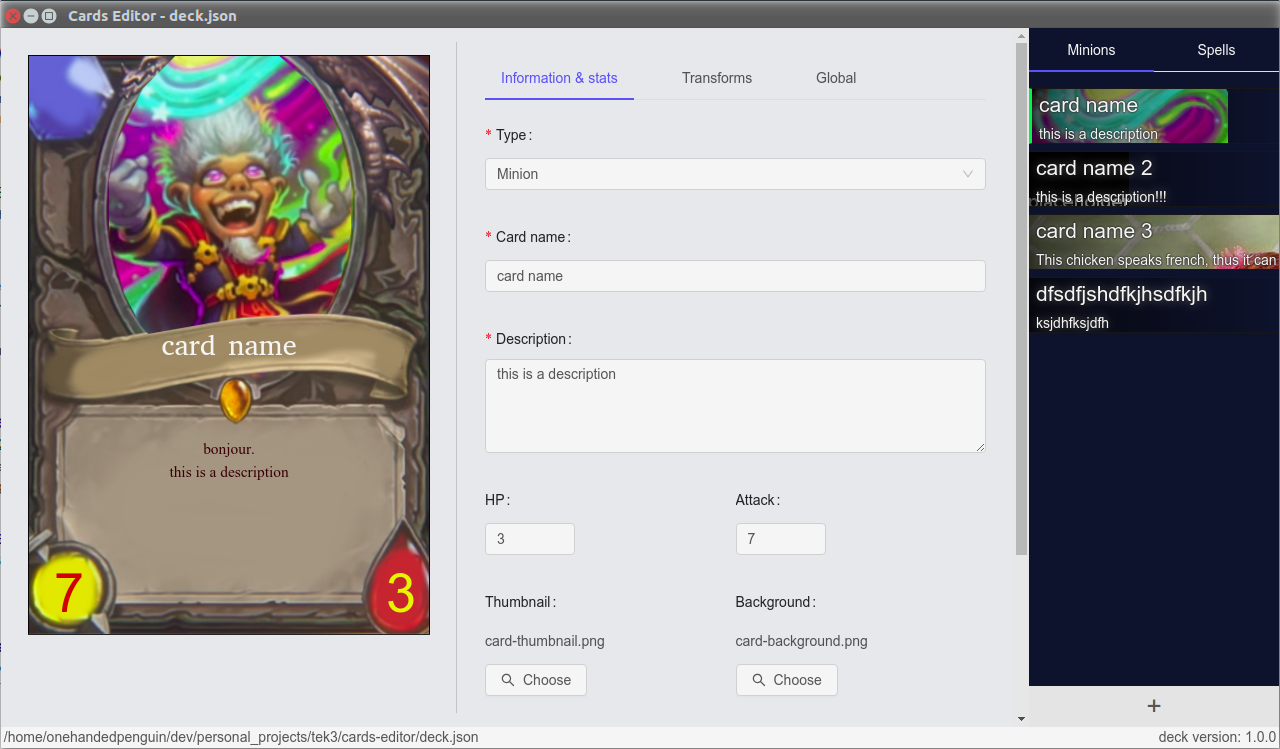 Cards Editor - deck.json
card name
bonjour.
this is a description
7
3
Information & stats
Transforms
Global
* Type :
Minion
* Card name :
card name
* Description :
this is a description
HP :
Attack :
3
7
Thumbnail :
Background :
card-thumbnail.png
card-background.png
Choose
Choose
Minions
Spells
card name
this is a description
card name 2
this is a description!!!
placeholder
card name 3
This chicken speaks french, thus it can
dfsdfjshdfkjhsdfkjh
ksjdhfksjdfh
+
/home/onehandedpenguin/dev/personal_projects/tek3/cards-editor/deck.json
deck version: 1.0.0